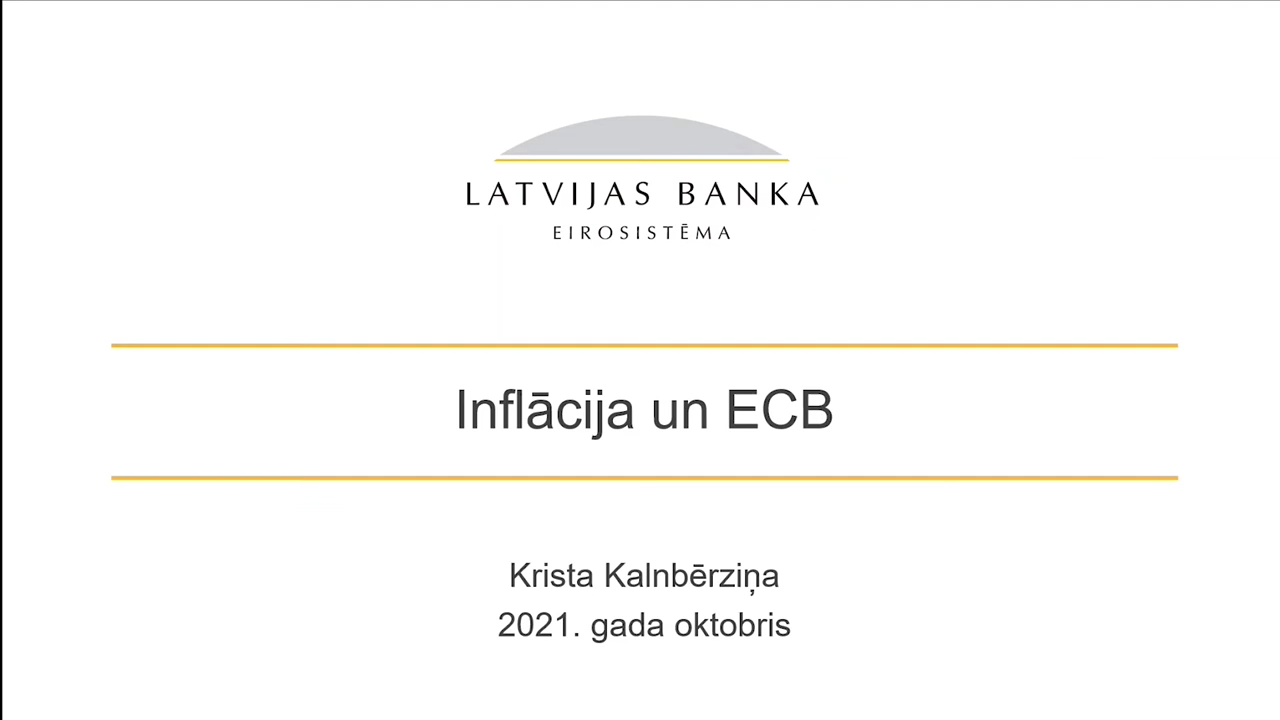 LATVIJAS BANKA
EIROSISTĒMA
Inflācija un ECB
Krista Kalnbērziņa
2021. gada oktobris